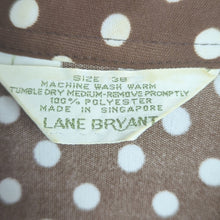 SIZE 38
MACHINE WASH WARM
TUMBLE DRY MEDIUM-REMOVE PROMPTLY
100% POLYESTER
MADE IN SINGAPORE
LANE BRYANT